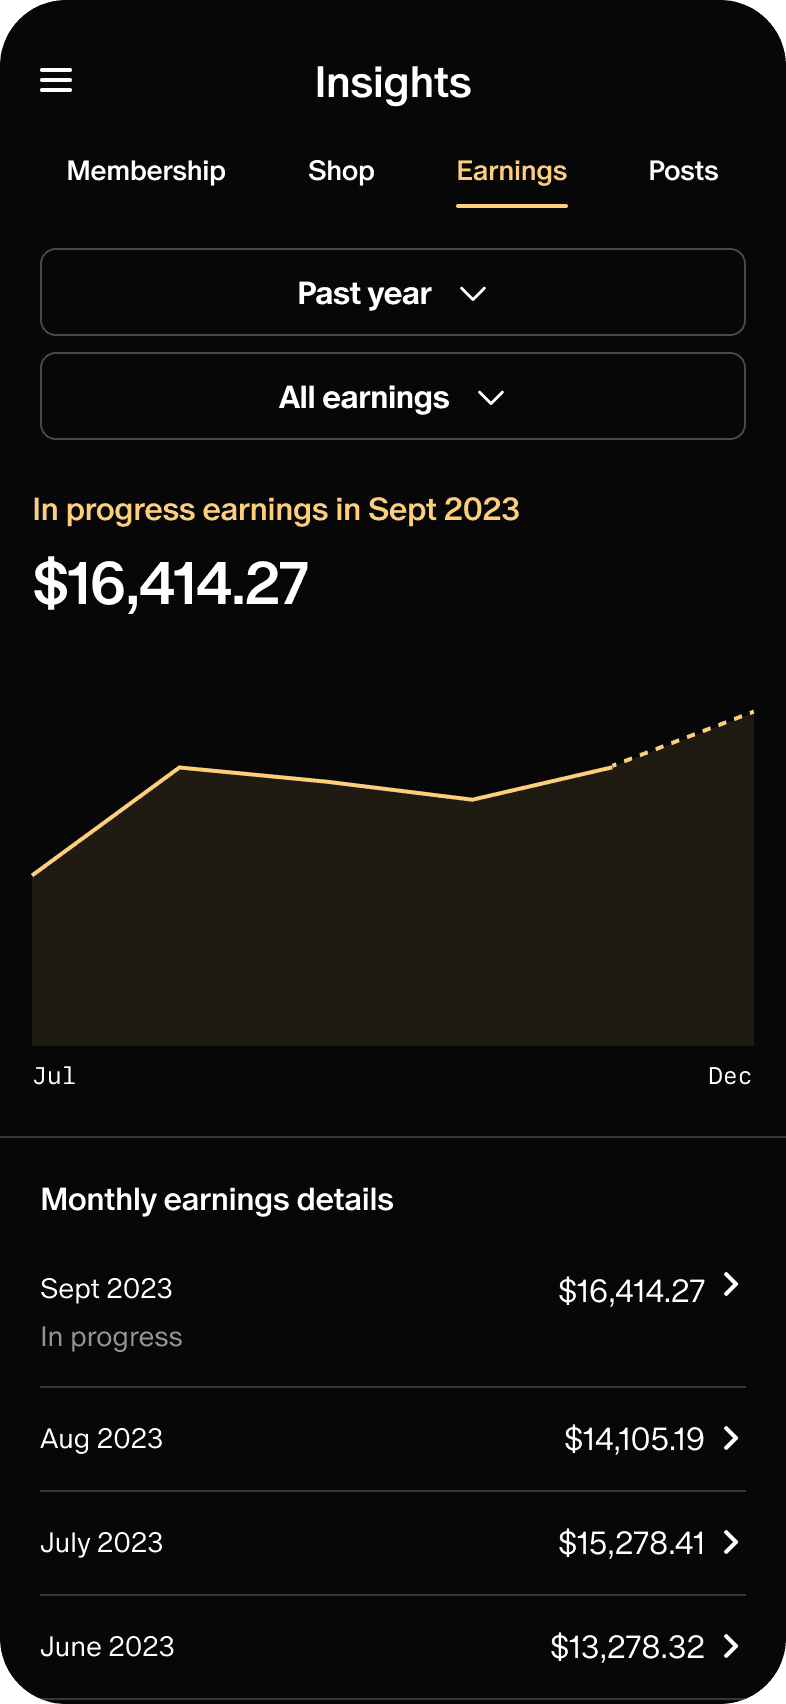 Insights
Membership Shop Earnings Posts
Past year
All earnings
In progress earnings in Sept 2023
$16,414.27
Jul Dec
Monthly earnings details
Sept 2023 $16,414.27
In progress
Aug 2023 $14,105.19
July 2023 $15,278.41
June 2023 $13,278.32